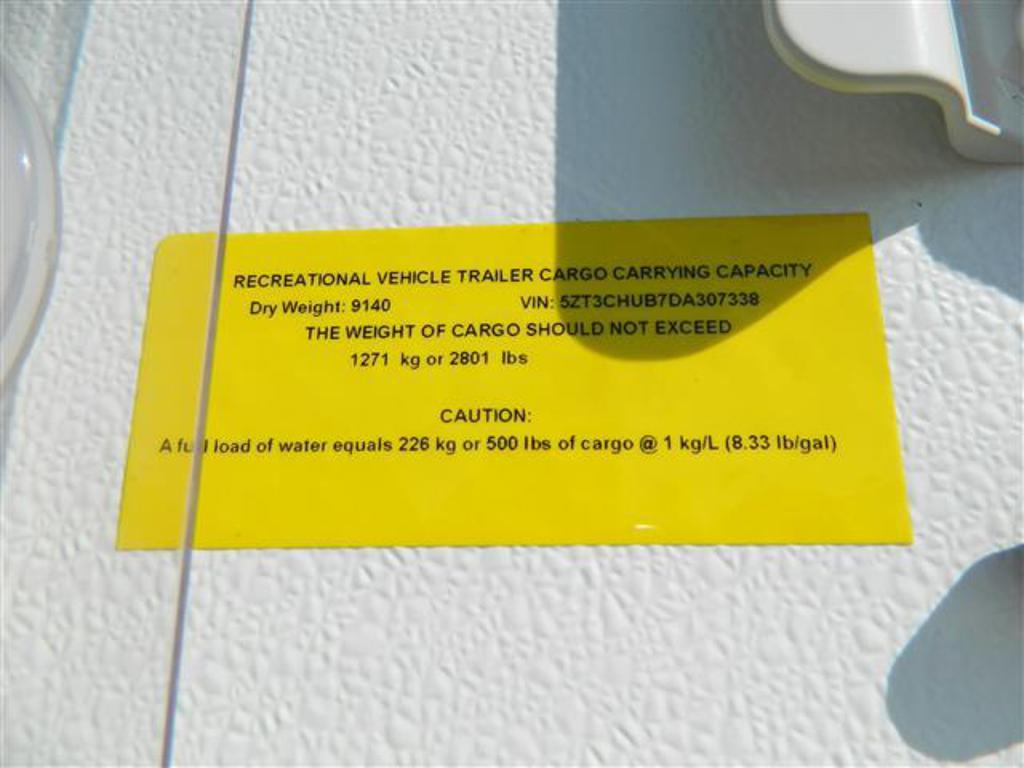 RECREATIONAL VEHICLE TRAILER CARGO CARRYING CAPACITY
Dry Weight: 9140 VIN: 5ZT3CHUB7DA307338
THE WEIGHT OF CARGO SHOULD NOT EXCEED
1271 kg or 2801 lbs
CAUTION:
A full load of water equals 226 kg or 500 lbs of cargo @ 1 kg/L (8.33 lb/gal)